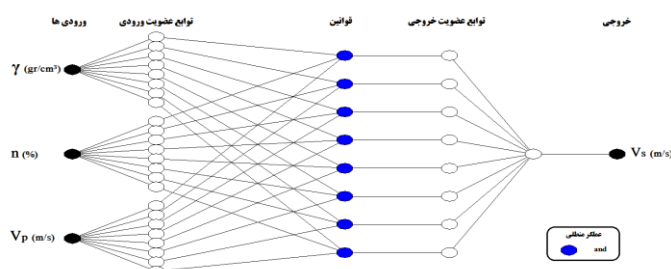 ورودی ها
توابع عضویت ورودی
قوانین
توابع عضویت خروجی
خروجی
γ (gr/cm³)
n (%)
Vp (m/s)
Vs (m/s)
عملگر منطقی
and